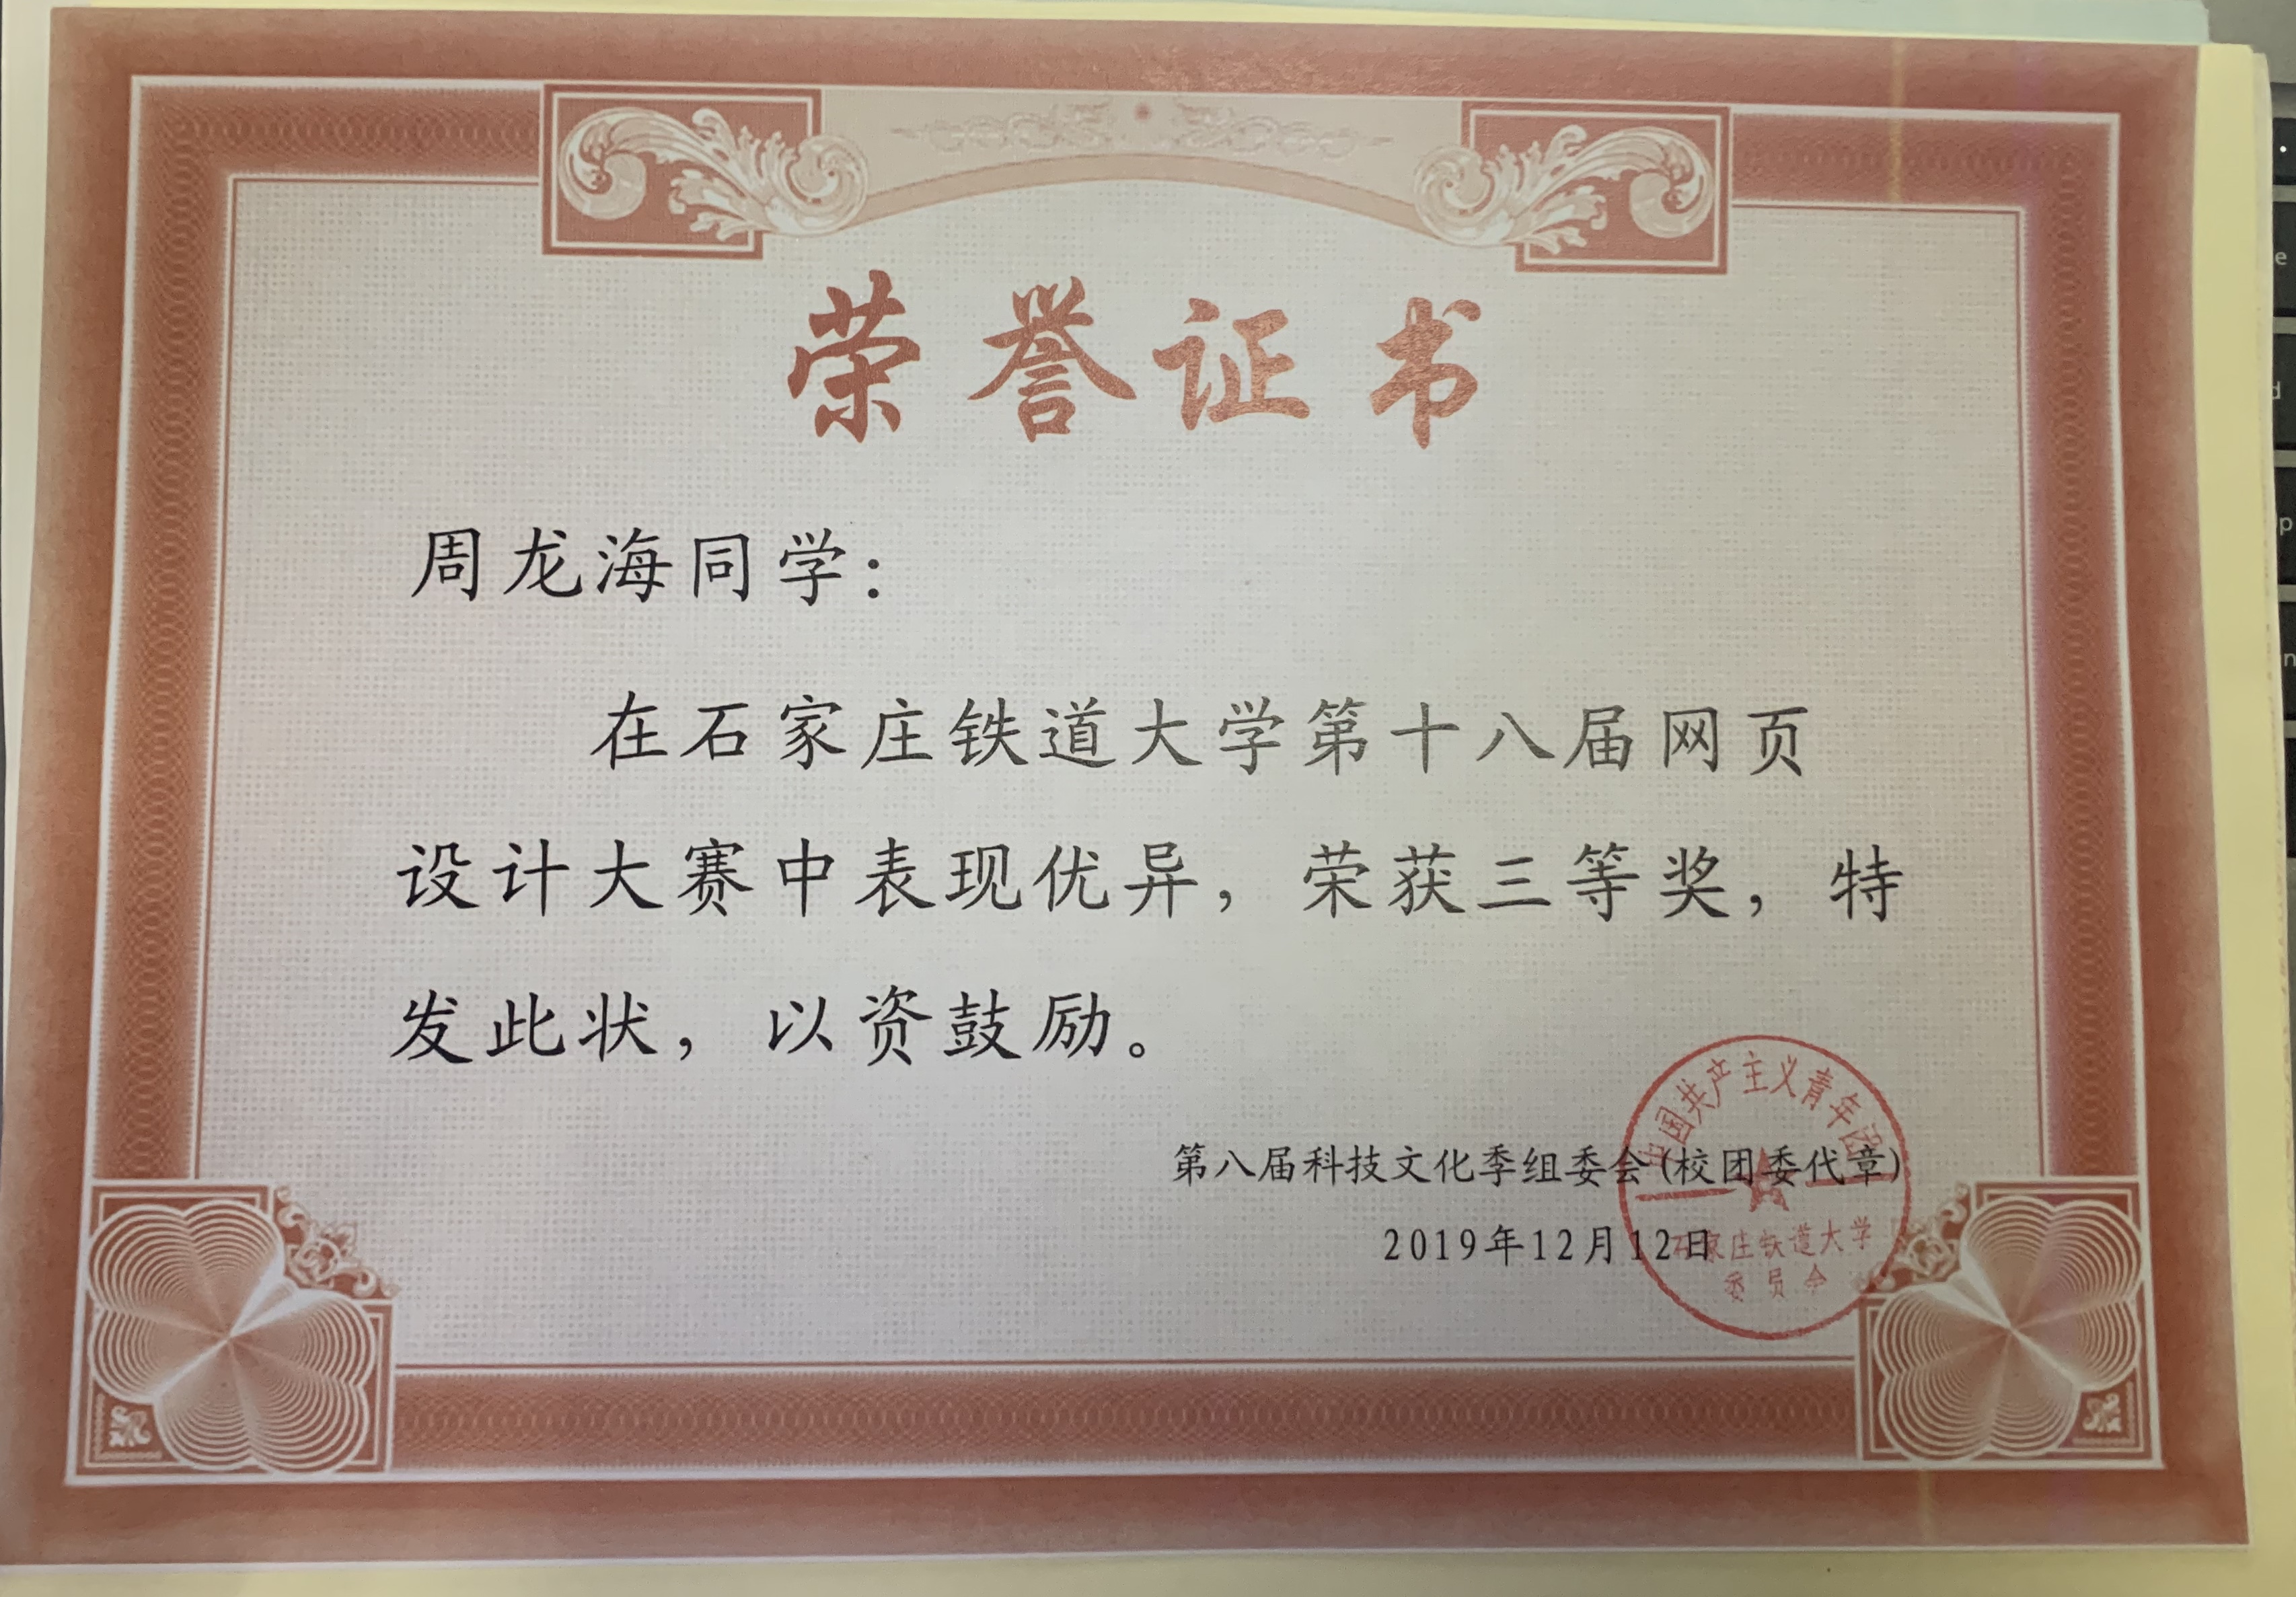 荣誉证书
周龙海同学：
在石家庄铁道大学第十八届网页
设计大赛中表现优异，荣获三等奖，特
发此状，以资鼓励。
中国共产主义青年团
第八届科技文化季组委会(校团委代章)
2019年12月12日
石家庄铁道大学
委员会
e
d
p
n